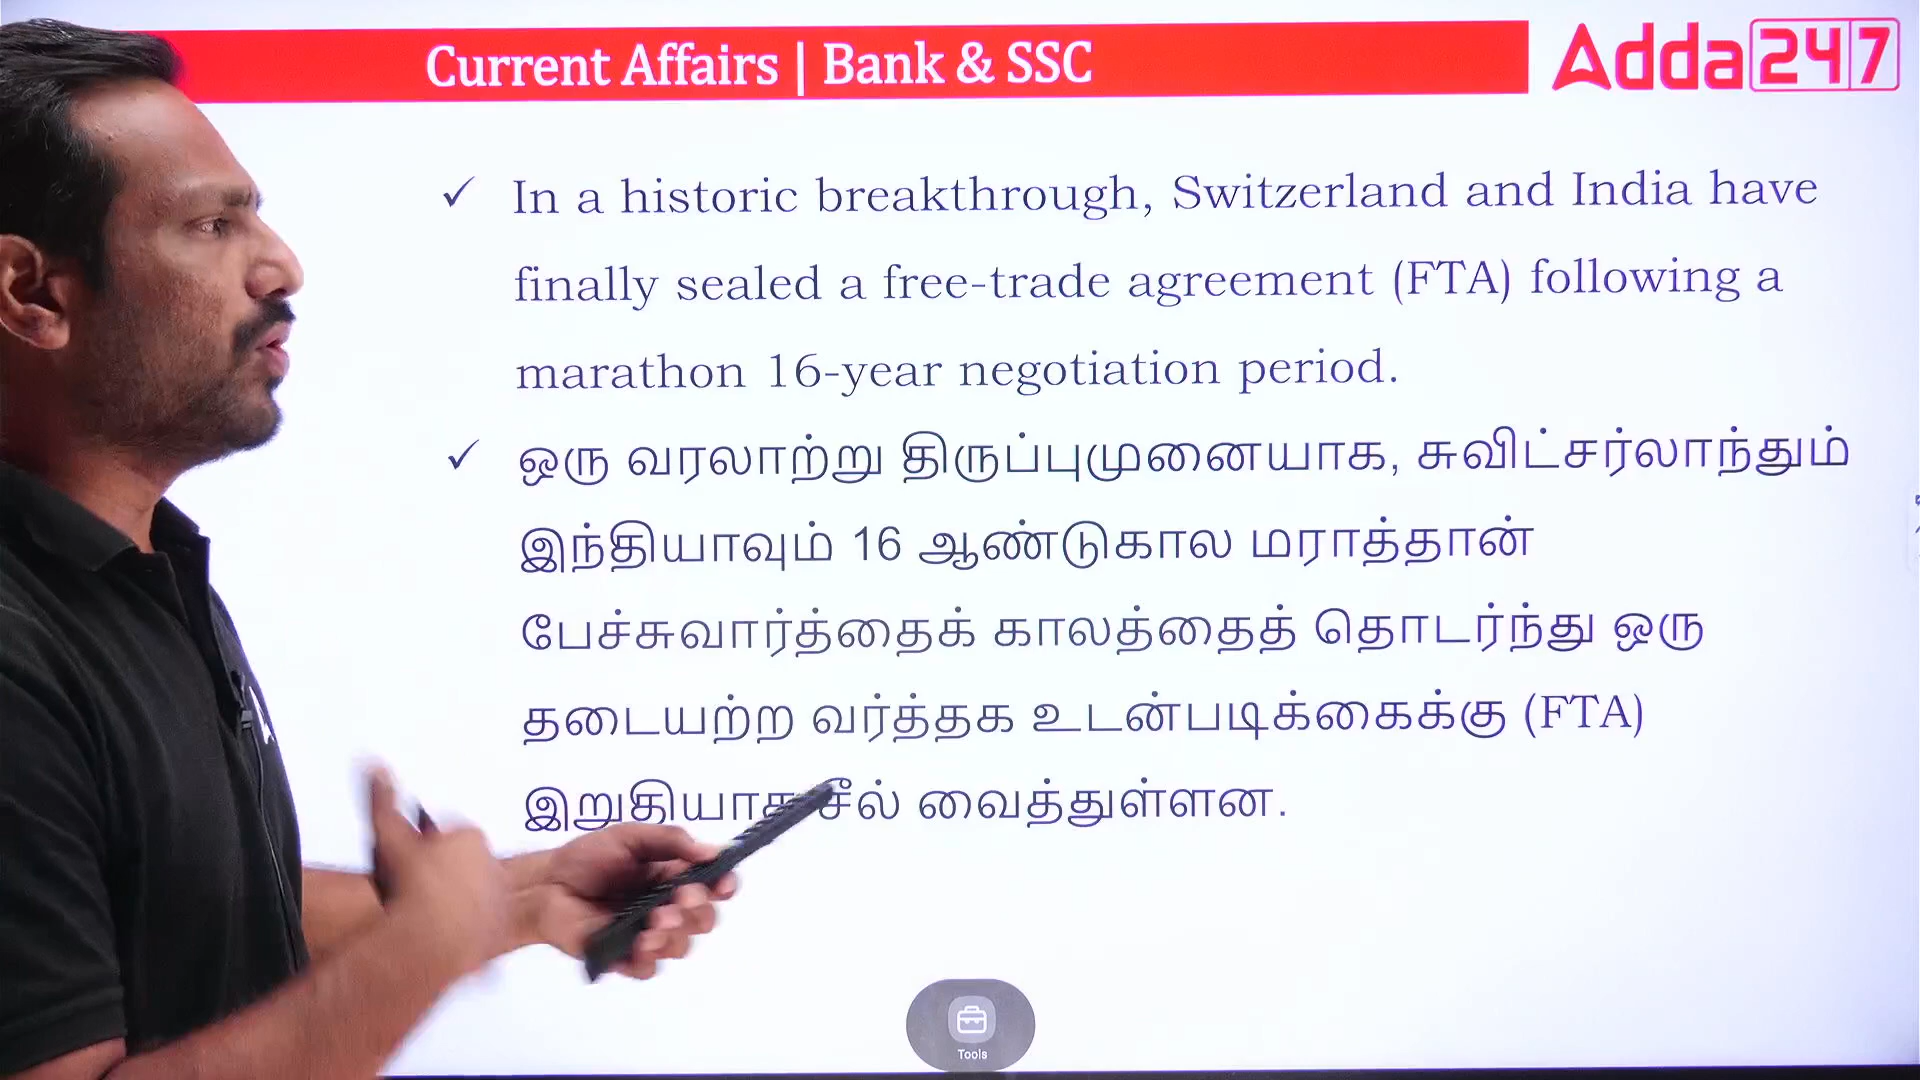 Current Affairs | Bank & SSC
Adda247
✓ In a historic breakthrough, Switzerland and India have
finally sealed a free-trade agreement (FTA) following a
marathon 16-year negotiation period.
✓ ஒரு வரலாற்று திருப்புமுனையாக, சுவிட்சர்லாந்தும்
இந்தியாவும் 16 ஆண்டுகால மராத்தான்
பேச்சுவார்த்தைக் காலத்தைத் தொடர்ந்து ஒரு
தடையற்ற வர்த்தக உடன்படிக்கைக்கு (FTA)
இறுதியாக சீல் வைத்துள்ளன.
Tools